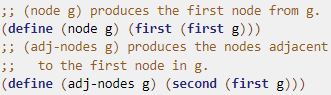 ;; (node g) produces the first node from g.
(define (node g) (first (first g)))
;; (adj-nodes g) produces the nodes adjacent
;;   to the first node in g.
(define (adj-nodes g) (second (first g)))